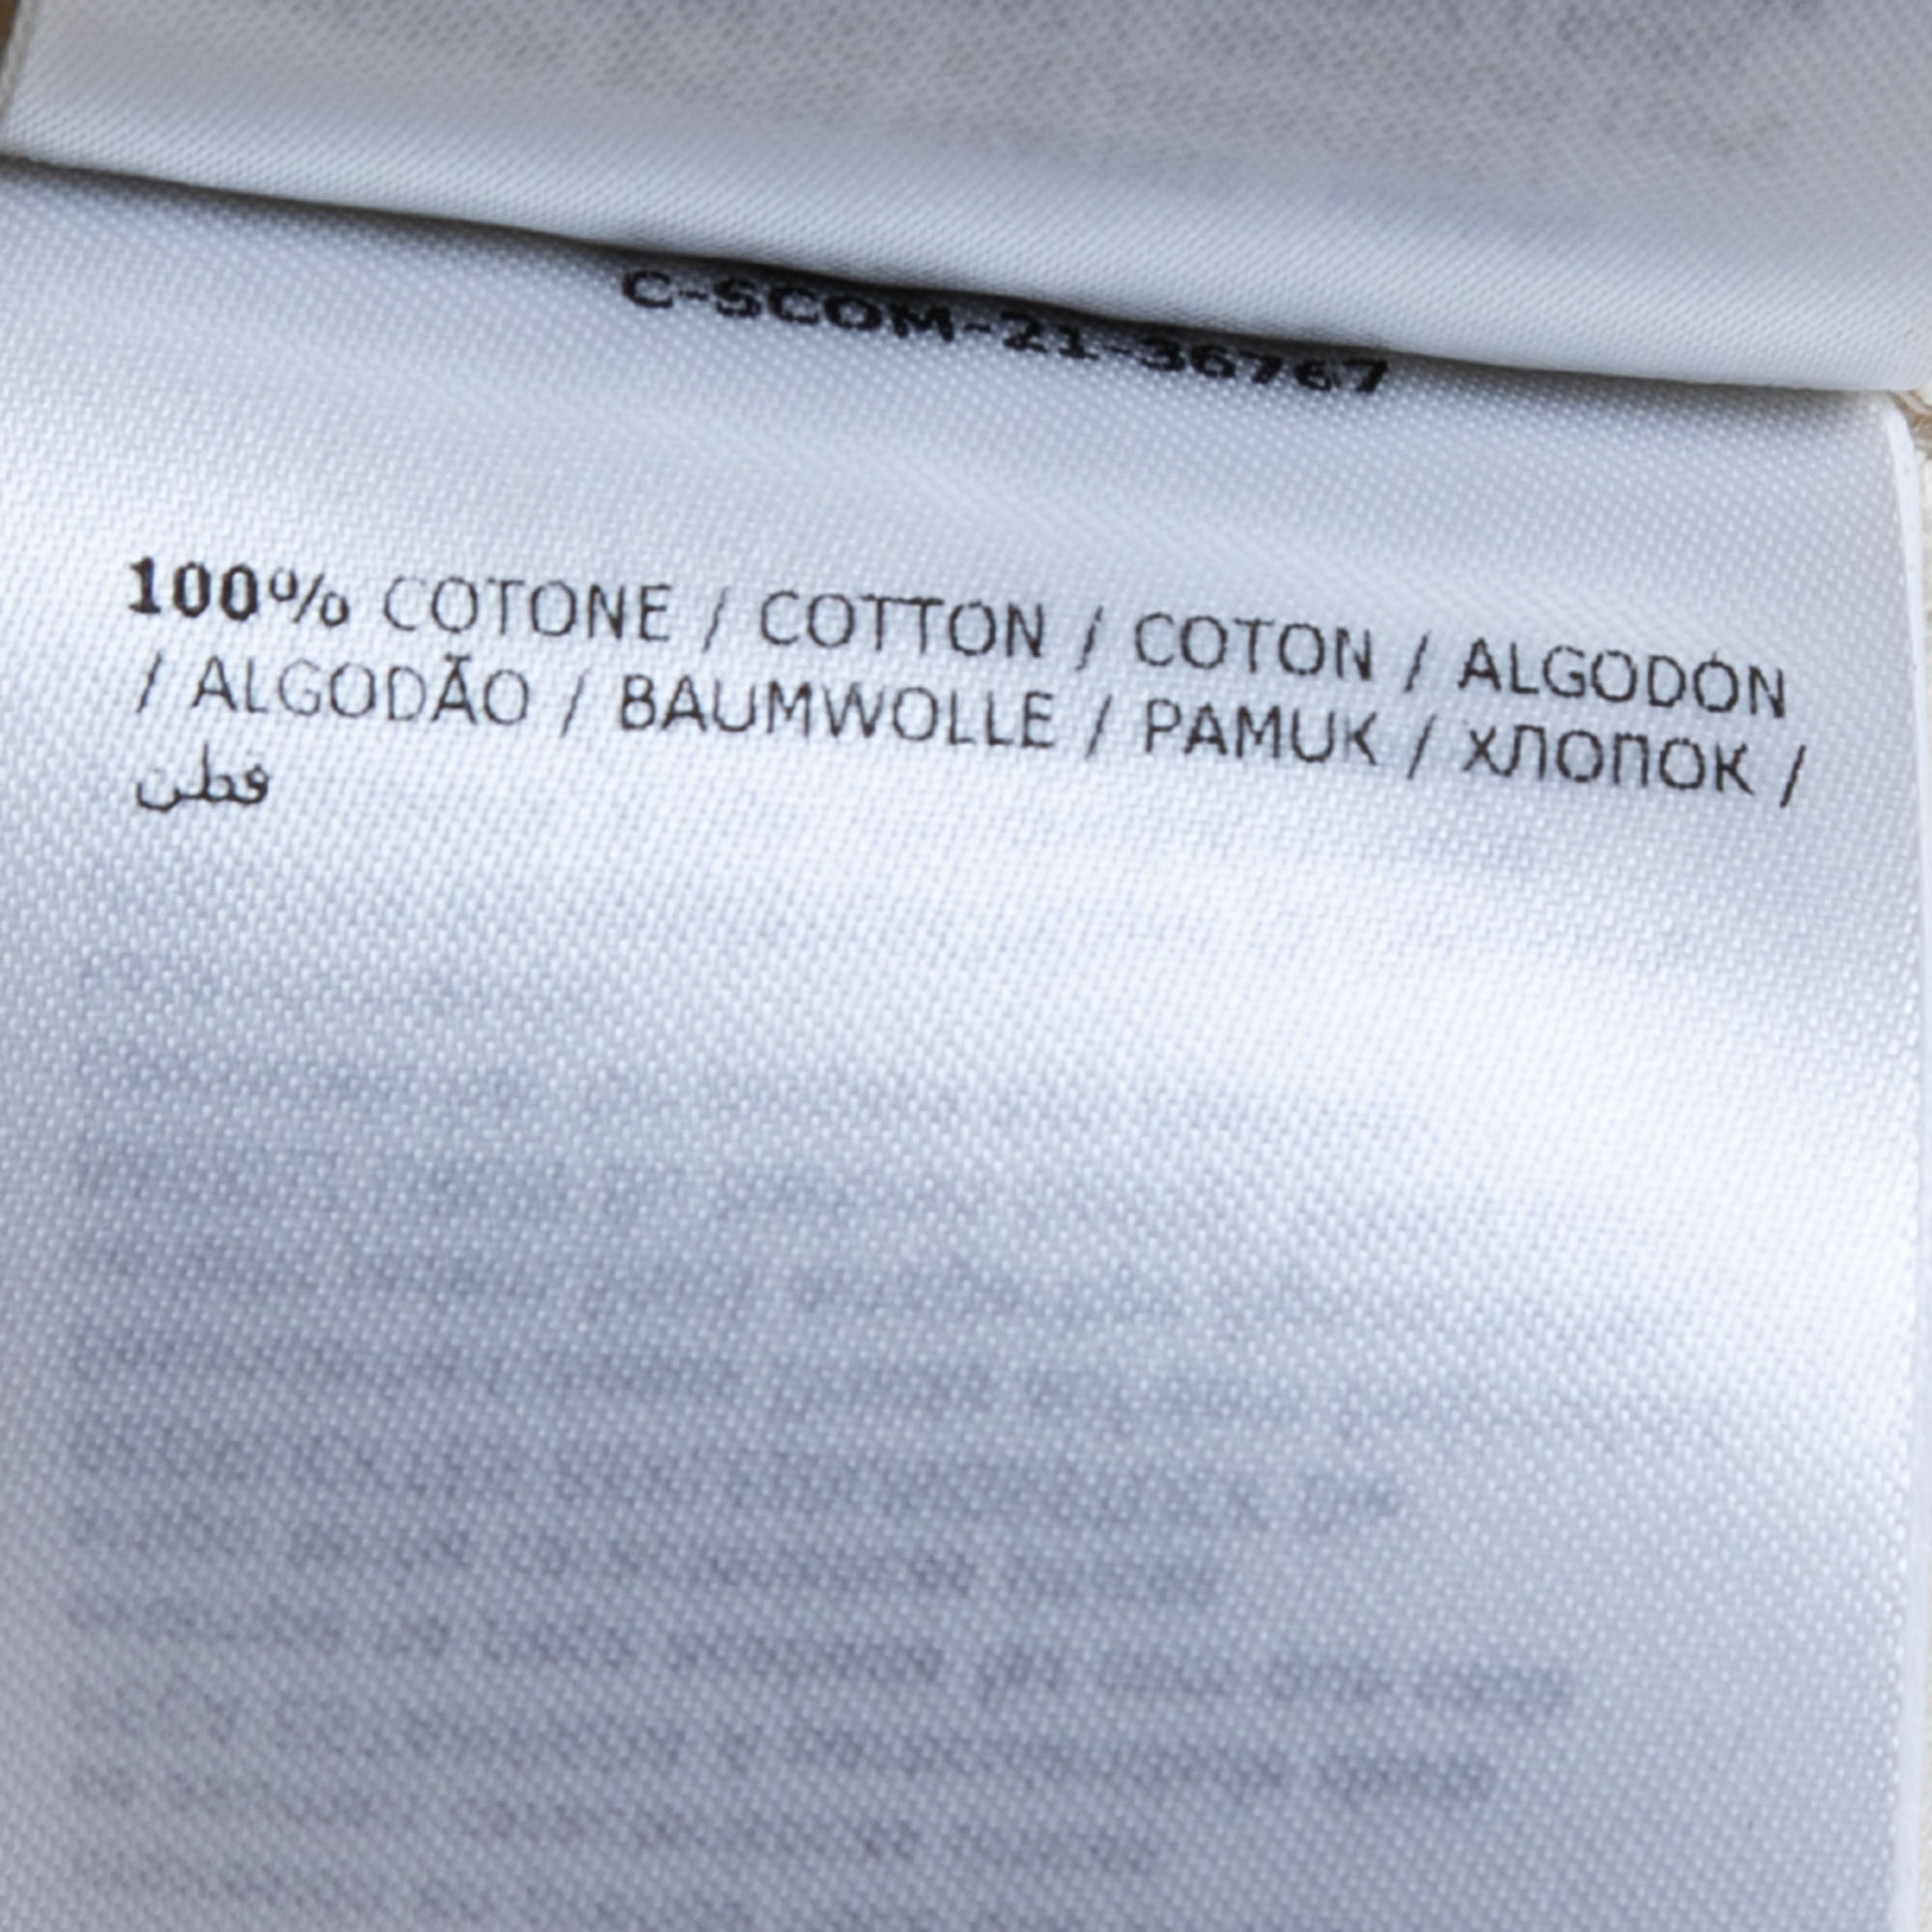 C-SCOM-21-36767
100% COTONE / COTTON / COTON / ALGODÓN
/ ALGODÃO / BAUMWOLLE / PAMUK / ХЛОПОК /
قطن